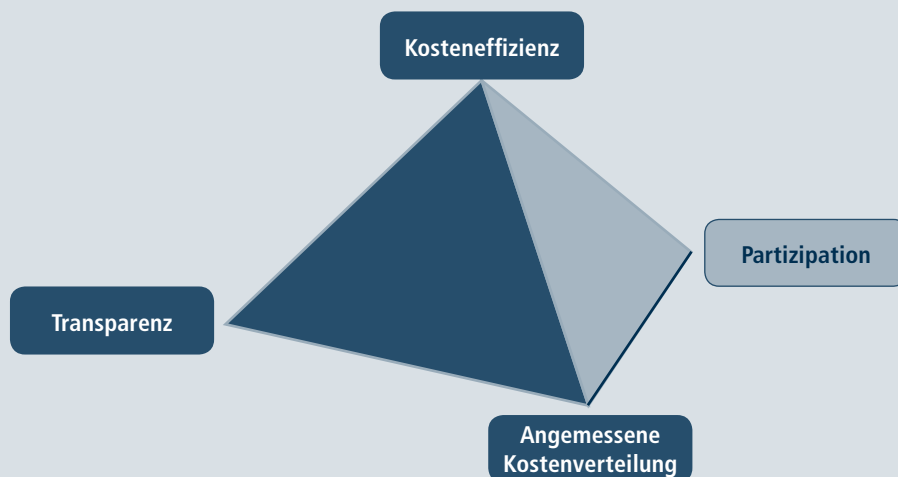 Kosteneffizienz
Partizipation
Transparenz
Angemessene
Kostenverteilung